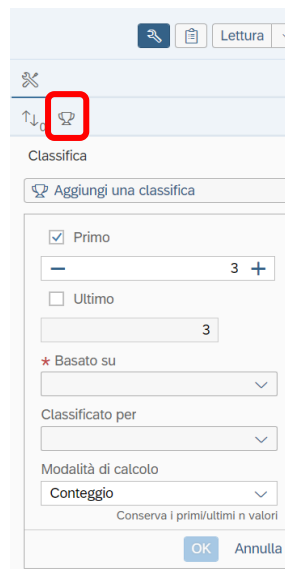 Lettura
0
Classifica
Aggiungi una classifica
Primo
3
Ultimo
3
* Basato su
Classificato per
Modalità di calcolo
Conteggio
Conserva i primi/ultimi n valori
OK Annulla